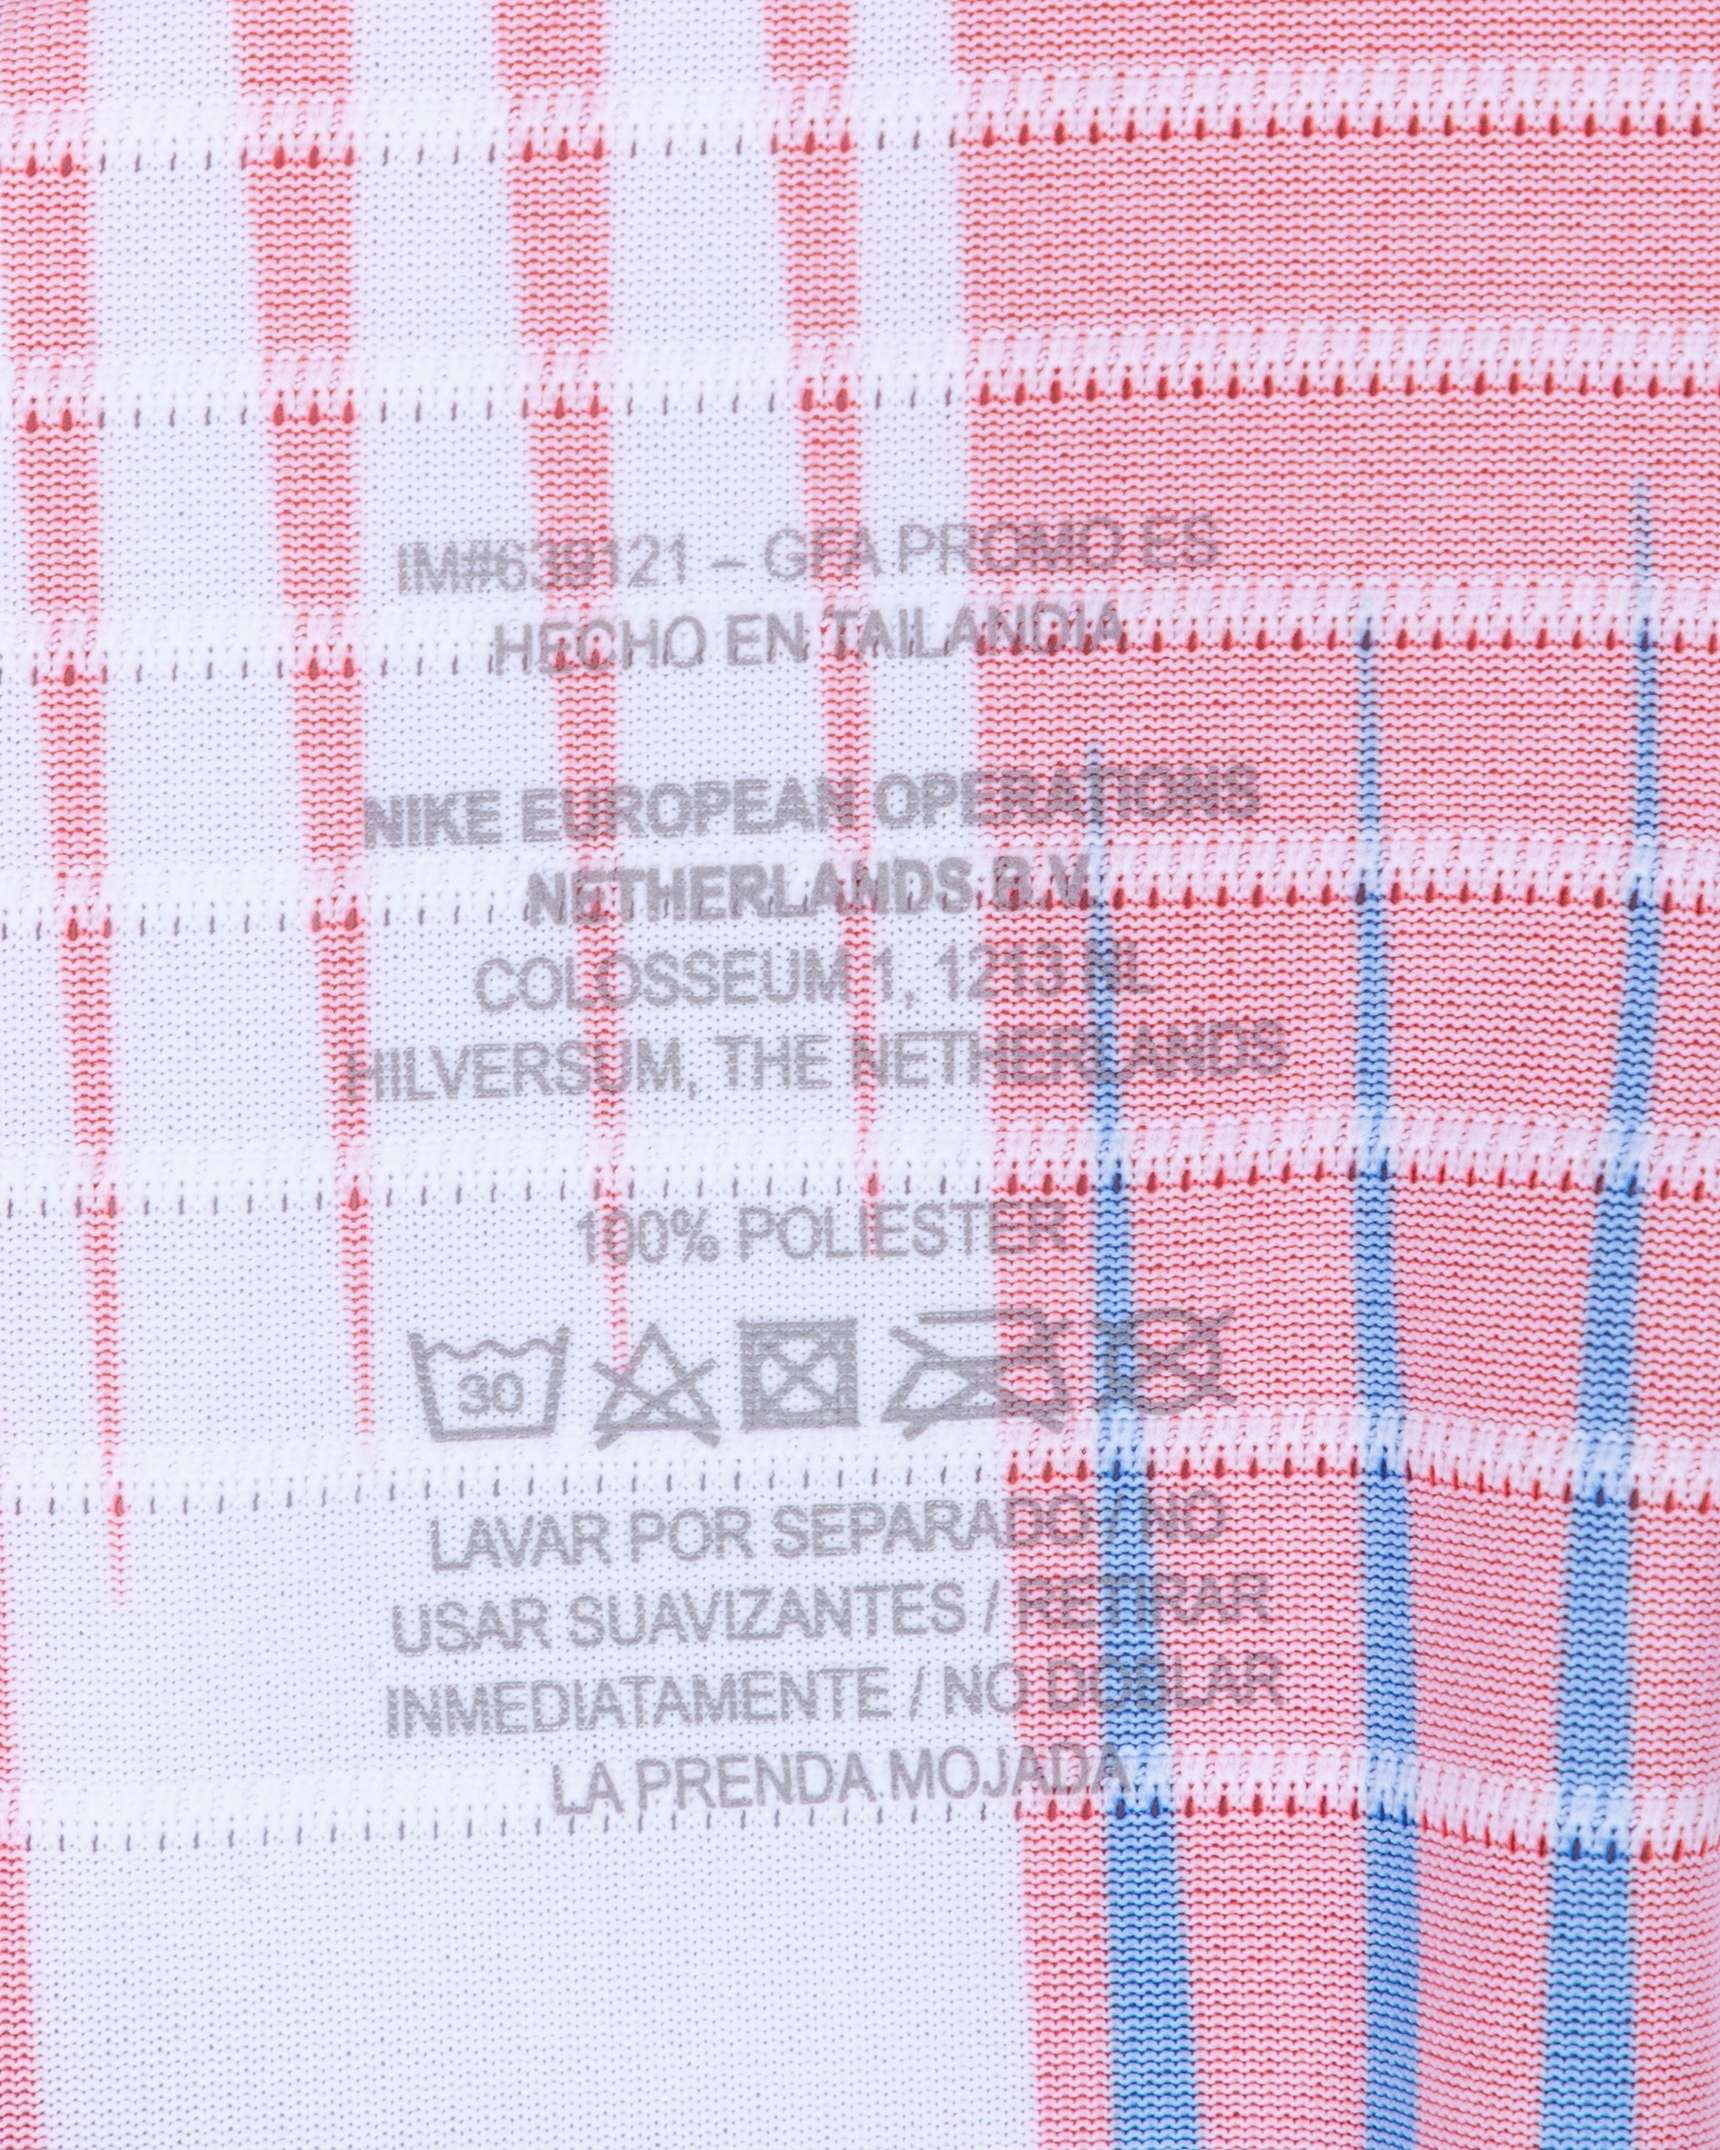 IM#639121 – GFA PROMO ES
HECHO EN TAILANDIA
NIKE EUROPEAN OPERATIONS
NETHERLANDS B.V.
COLOSSEUM 1, 1213 NL
HILVERSUM, THE NETHERLANDS
100% POLIESTER
30
LAVAR POR SEPARADO / NO
USAR SUAVIZANTES / RETIRAR
INMEDIATAMENTE / NO DOBLAR
LA PRENDA MOJADA